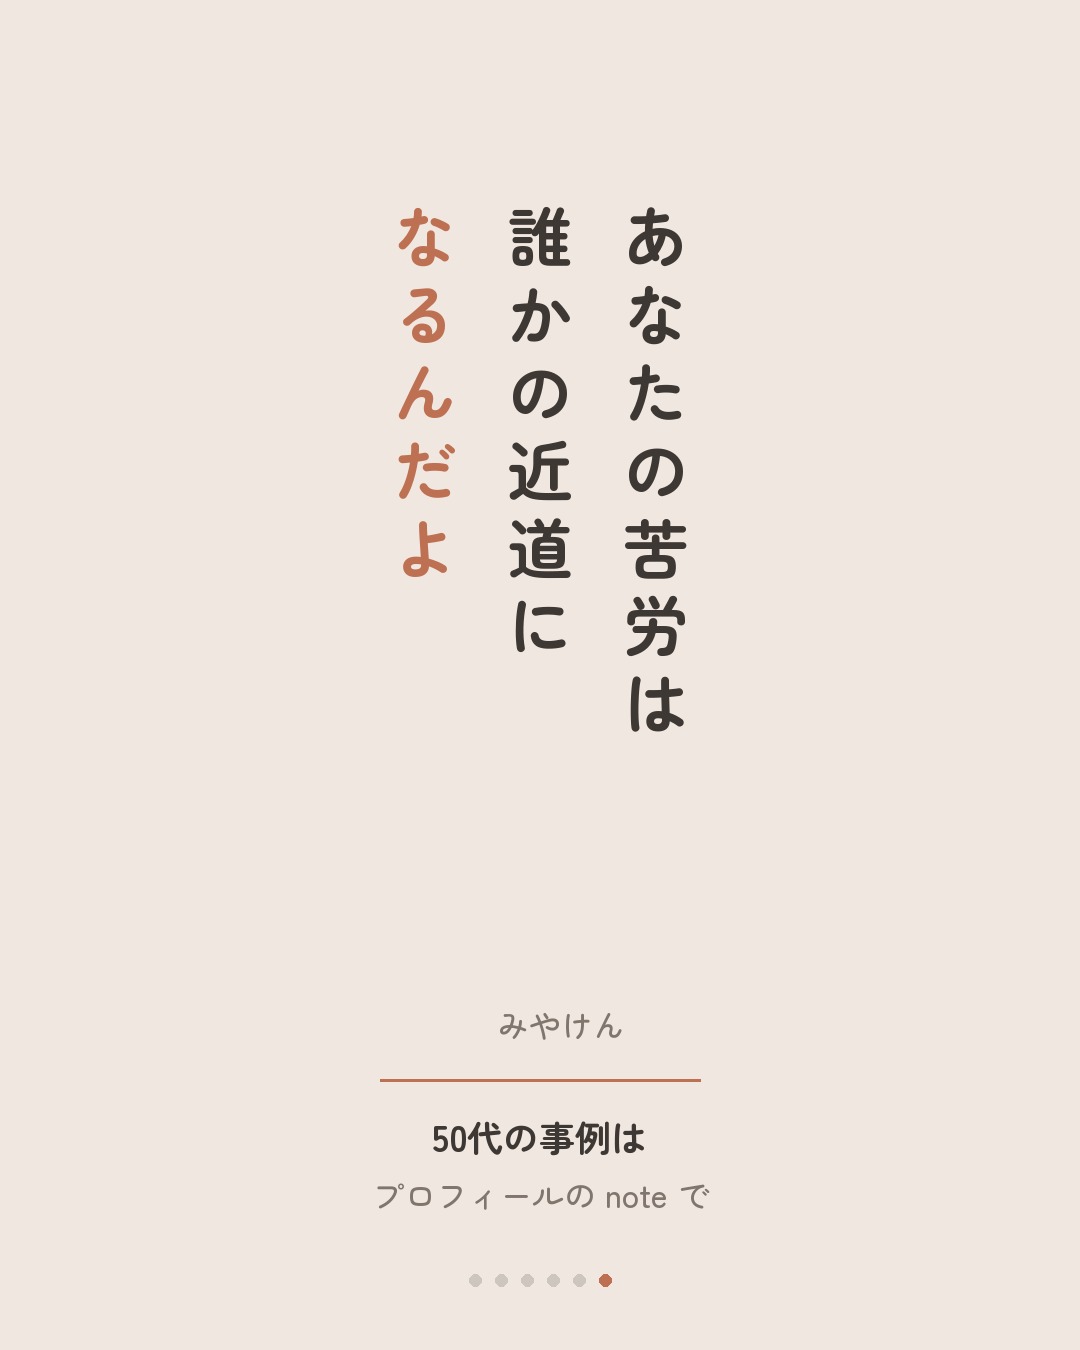 あなたの苦労は
誰かの近道に
なるんだよ
みやけん
50代の事例は
プロフィールの note で